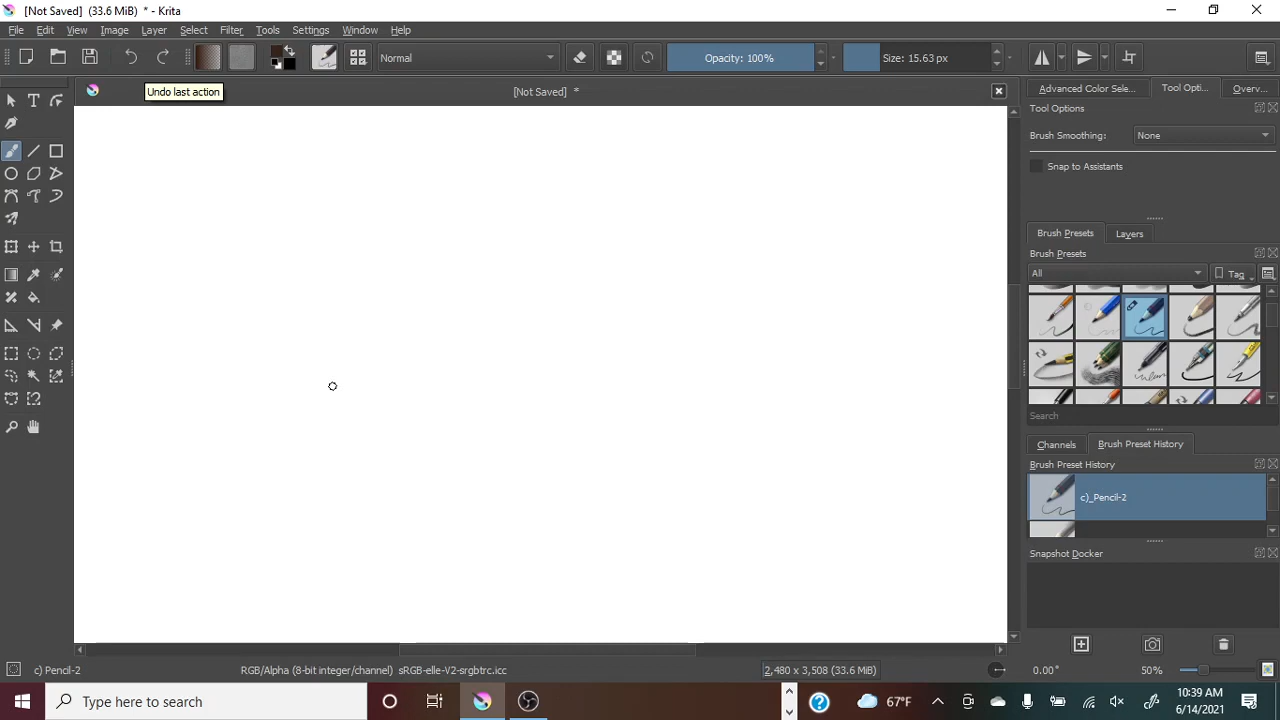 [Not Saved] (33.6 MiB) * - Krita
File Edit View Image Layer Select Filter Tools Settings Window Help
Normal
Opacity: 100%
Size: 15.63 px
Undo last action
[Not Saved] *
Advanced Color Sele...
Tool Opti...
Overv...
Tool Options
Brush Smoothing:
None
Snap to Assistants
Brush Presets
Layers
Brush Presets
All
Tag
Search
Channels
Brush Preset History
Brush Preset History
c)_Pencil-2
Snapshot Docker
c) Pencil-2
RGB/Alpha (8-bit integer/channel) sRGB-elle-V2-srgbtrc.icc
2,480 x 3,508 (33.6 MiB)
0.00°
50%
Type here to search
67°F
10:39 AM
6/14/2021